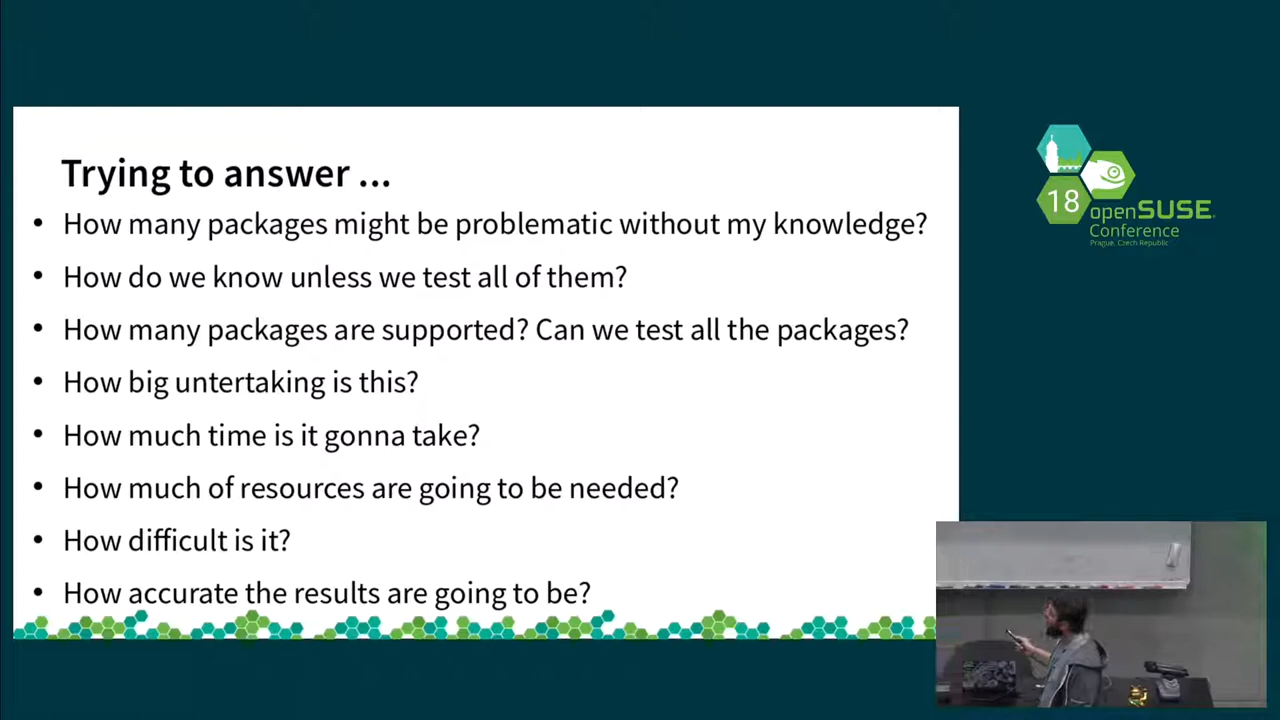 Trying to answer ...
• How many packages might be problematic without my knowledge?
• How do we know unless we test all of them?
• How many packages are supported? Can we test all the packages?
• How big untertaking is this?
• How much time is it gonna take?
• How much of resources are going to be needed?
• How difficult is it?
• How accurate the results are going to be?
18
openSUSE
Conference
Prague, Czech Republic